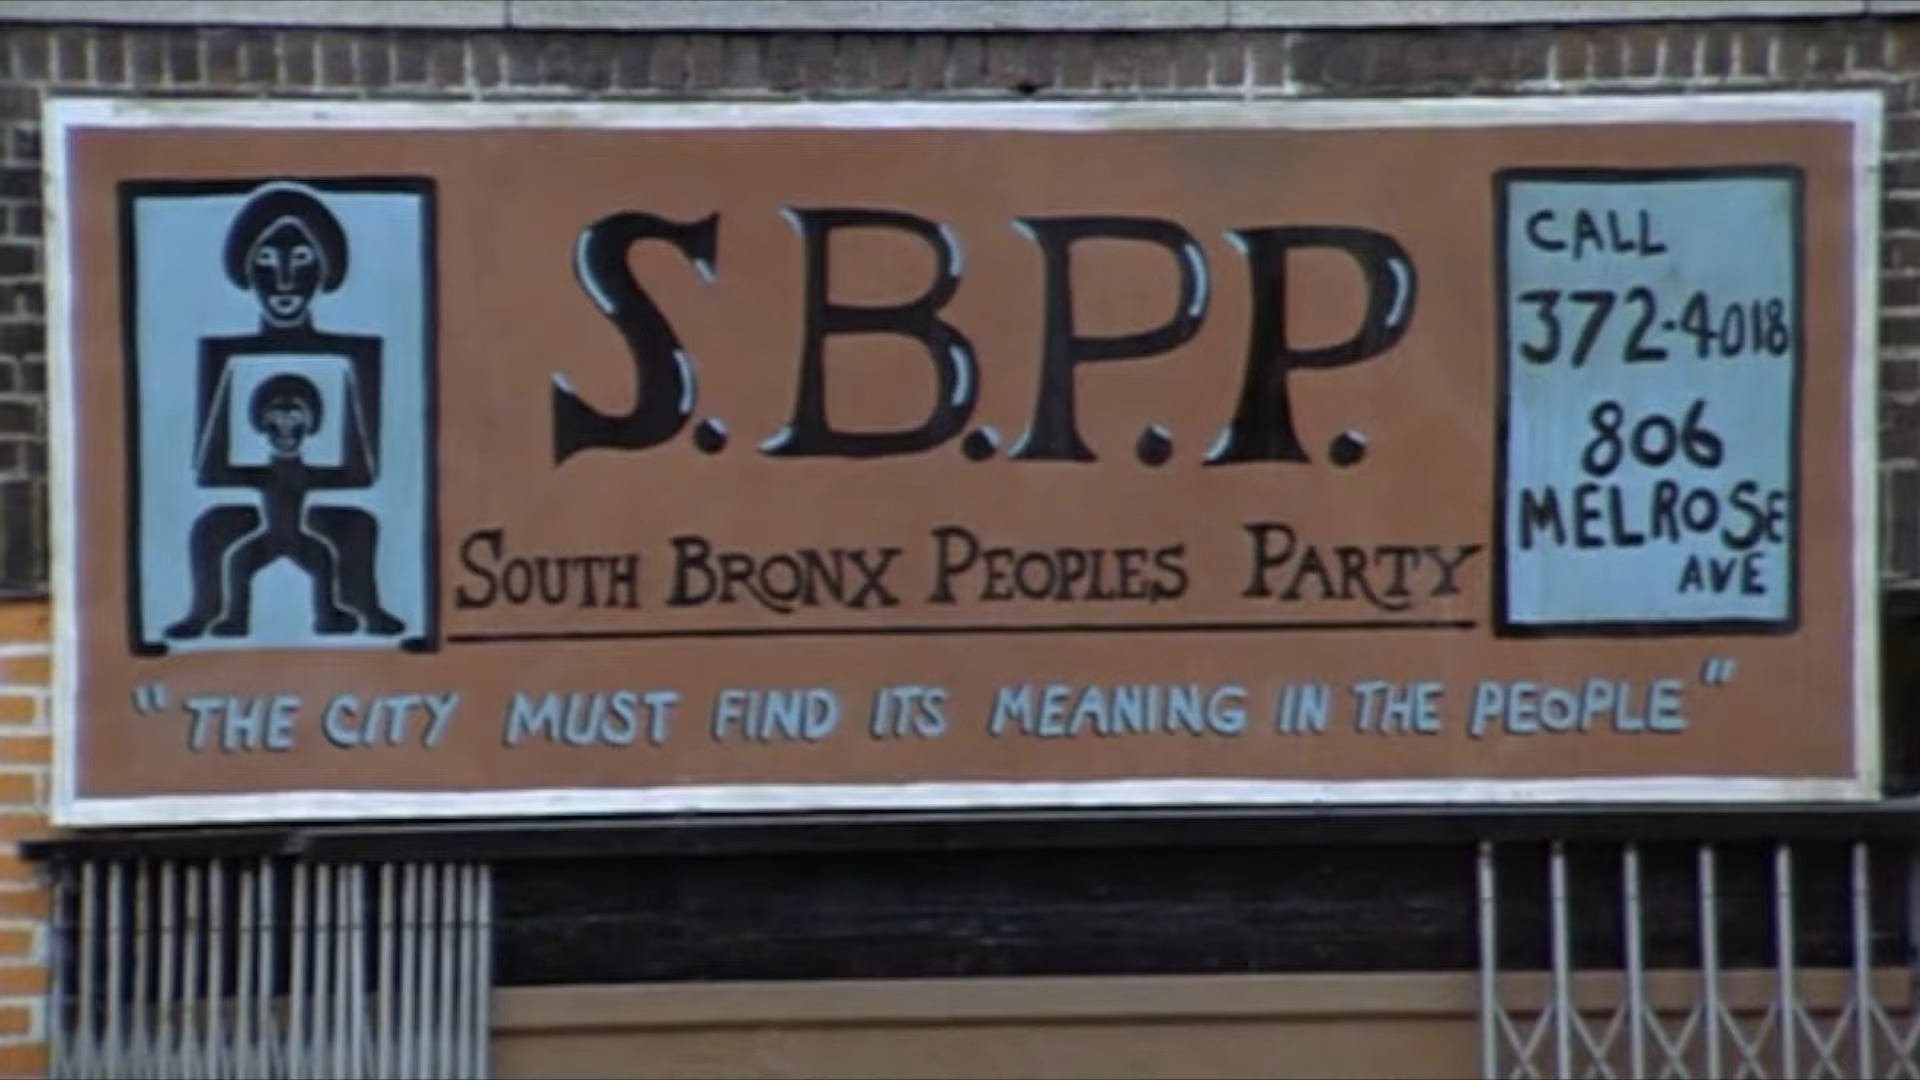 S.B.P.P.
SOUTH BRONX PEOPLES PARTY
"THE CITY MUST FIND ITS MEANING IN THE PEOPLE"
CALL
372-4018
806
MELROSE
AVE